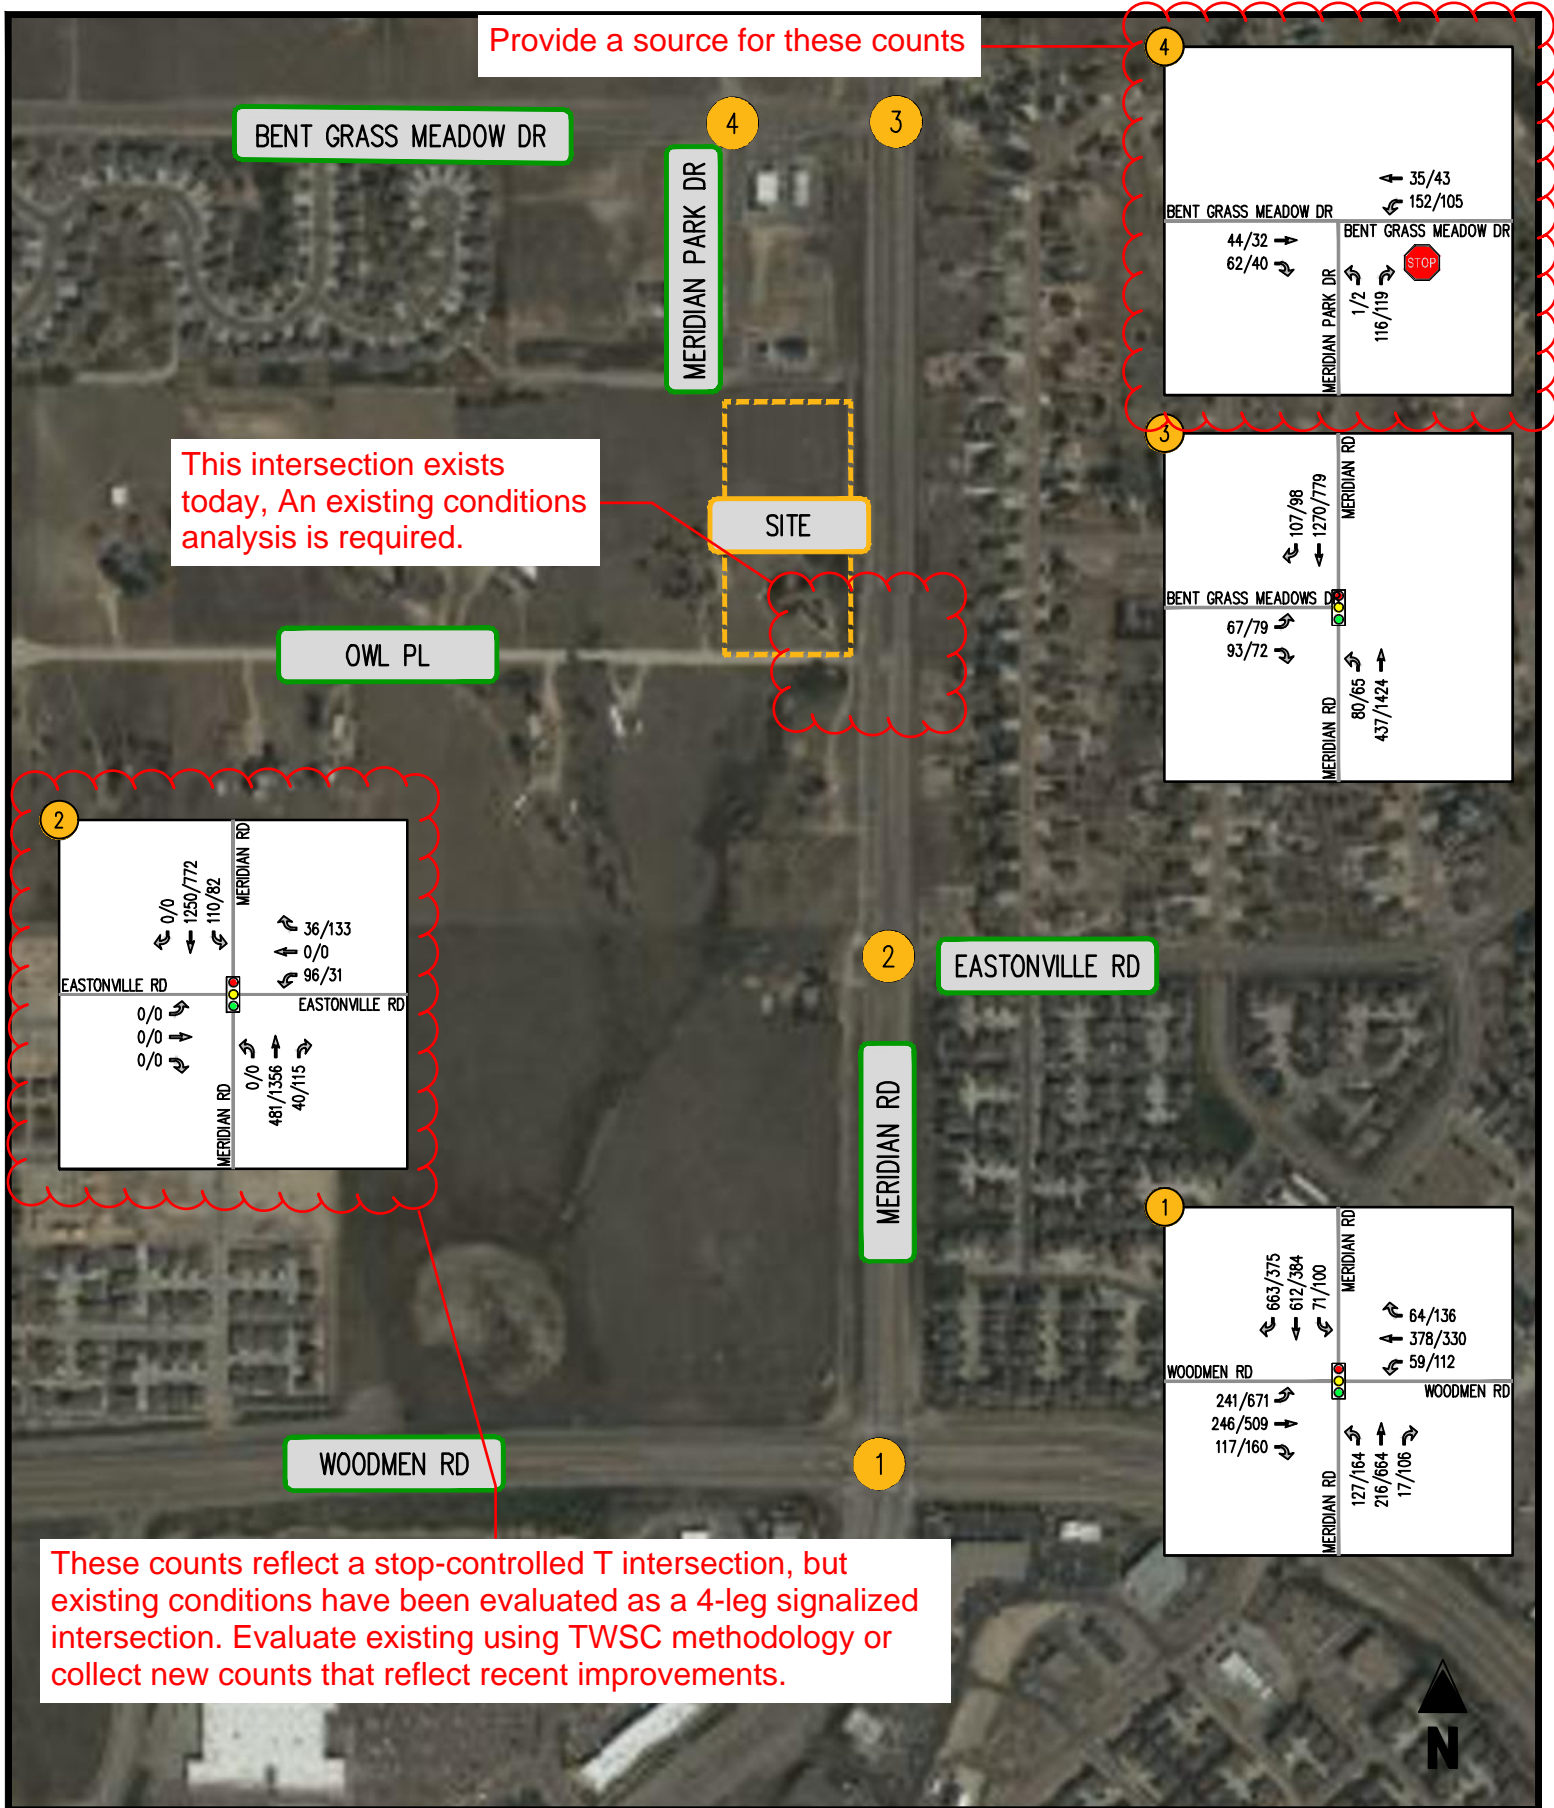 Provide a source for these counts
4
BENT GRASS MEADOW DR
4
3
MERIDIAN PARK DR
35/43
152/105
BENT GRASS MEADOW DR
BENT GRASS MEADOW DR
44/32
62/40
STOP
1/2
116/119
MERIDIAN PARK DR
3
MERIDIAN RD
107/98
1270/779
BENT GRASS MEADOWS D
67/79
93/72
80/65
437/1424
MERIDIAN RD
This intersection exists
today, An existing conditions
analysis is required.
SITE
OWL PL
2
MERIDIAN RD
0/0
1250/772
110/82
36/133
0/0
96/31
EASTONVILLE RD
EASTONVILLE RD
0/0
0/0
0/0
0/0
481/1356
40/115
MERIDIAN RD
2
EASTONVILLE RD
MERIDIAN RD
1
MERIDIAN RD
663/375
612/384
71/100
64/136
378/330
59/112
WOODMEN RD
WOODMEN RD
241/671
246/509
117/160
127/164
216/664
17/106
MERIDIAN RD
WOODMEN RD
1
These counts reflect a stop-controlled T intersection, but
existing conditions have been evaluated as a 4-leg signalized
intersection. Evaluate existing using TWSC methodology or
collect new counts that reflect recent improvements.
N